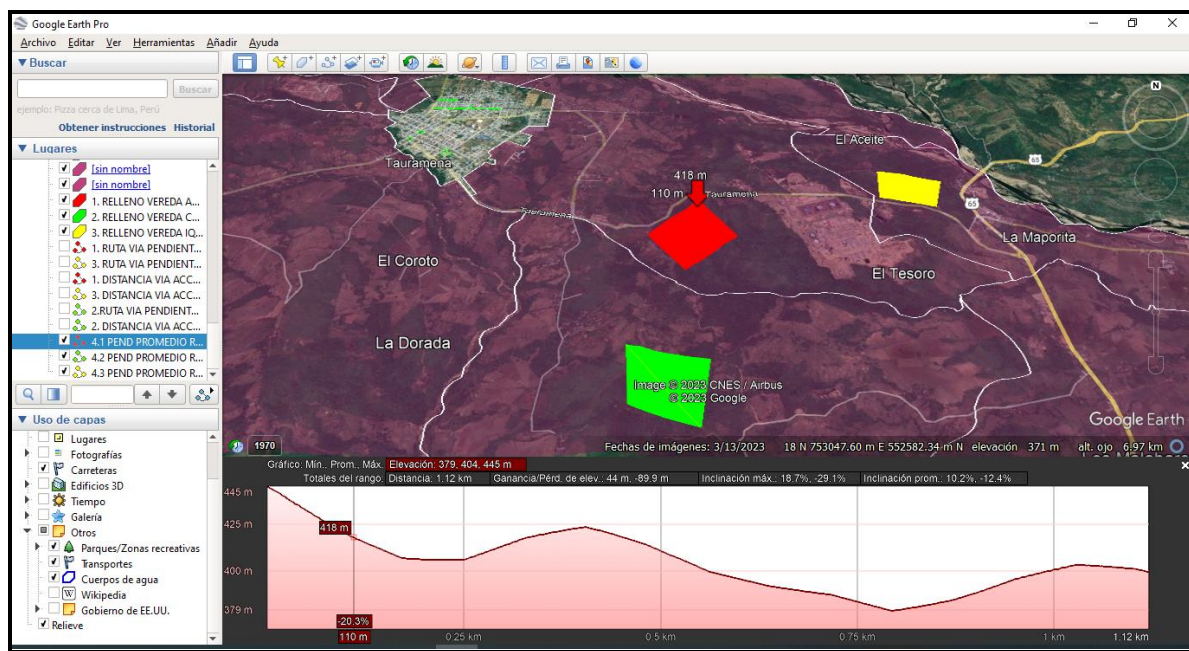 Google Earth Pro
Archivo Editar Ver Herramientas Añadir Ayuda
Buscar
Buscar
ejemplo: Pizza cerca de Lima, Perú
Obtener instrucciones Historial
Lugares
[sin nombre]
[sin nombre]
1. RELLENO VEREDA A...
2. RELLENO VEREDA C...
3. RELLENO VEREDA IQ...
1. RUTA VIA PENDIENT...
3. RUTA VIA PENDIENT...
1. DISTANCIA VIA ACC...
3. DISTANCIA VIA ACC...
2.RUTA VIA PENDIENT...
2. DISTANCIA VIA ACC...
4.1 PEND PROMEDIO R...
4.2 PEND PROMEDIO R...
4.3 PEND PROMEDIO R...
Uso de capas
Lugares
Fotografías
Carreteras
Edificios 3D
Tiempo
Galería
Otros
Parques/Zonas recreativas
Transportes
Cuerpos de agua
Wikipedia
Gobierno de EE.UU.
Relieve
N
El Aceite
Tauramena
65
418 m
110 m
Tauramena
Tauramena
65
La Maporita
El Coroto
El Tesoro
La Dorada
Image © 2023 CNES / Airbus
© 2023 Google
Google Earth
1970
Fechas de imágenes: 3/13/2023 18 N 753047.60 m E 552582.34 m N elevación 371 m alt. ojo 6.97 km
Gráfico: Mín., Prom., Máx. Elevación: 379, 404, 445 m
Totales del rango: Distancia: 1.12 km Ganancia/Pérd. de elev.: 44 m, -89.9 m Inclinación máx.: 18.7%, -29.1% Inclinación prom.: 10.2%, -12.4%
445 m
425 m
418 m
400 m
379 m
-20.3%
110 m 0.25 km 0.5 km 0.75 km 1 km 1.12 km